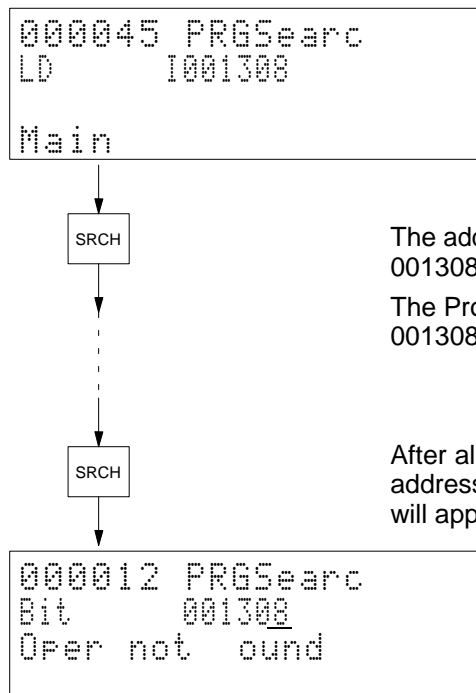 000045 PRGSearc
LD I001308
Main
SRCH
The add
001308
The Pro
001308
SRCH
After al
address
will app
000012 PRGSearc
Bit 001308
Oper not ound